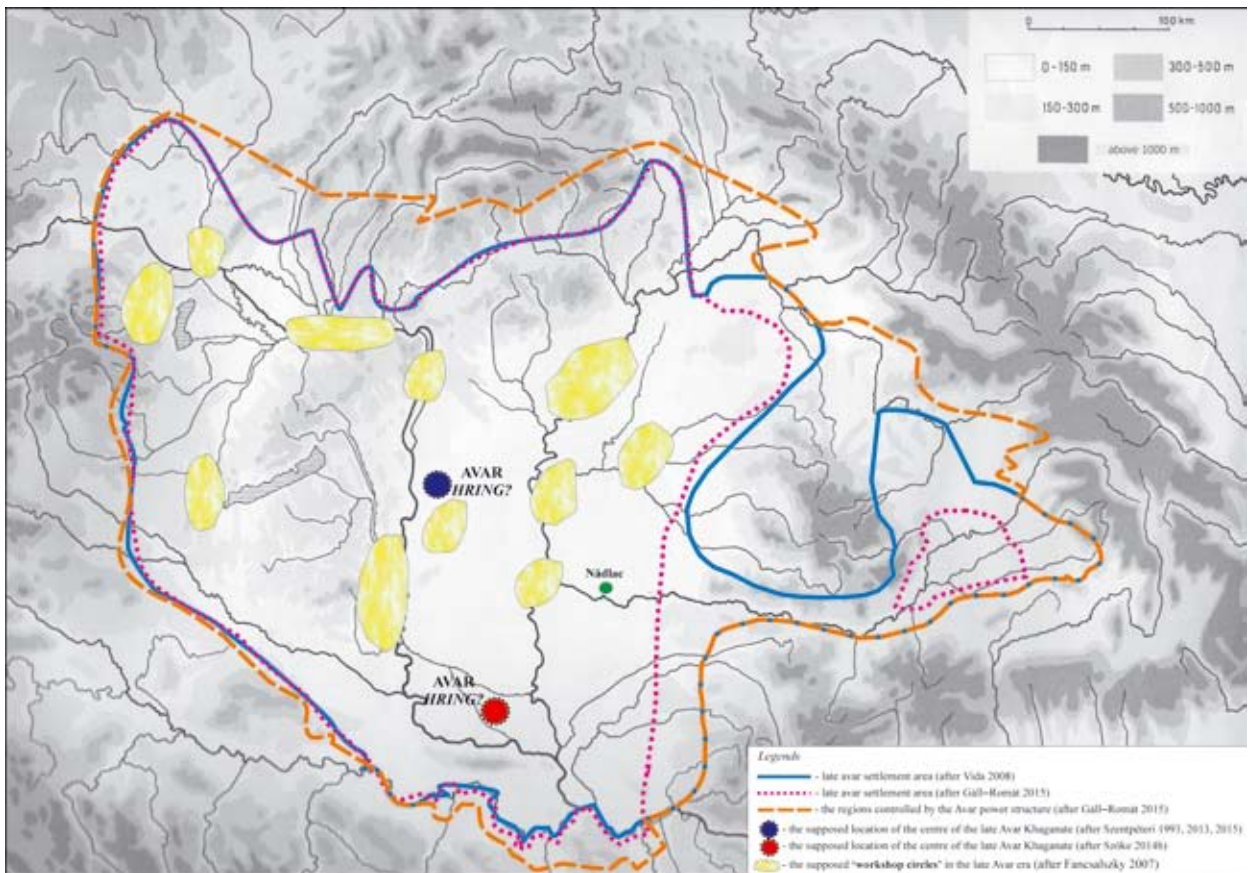 0 100 km
0-150 m
300-500 m
150-300 m
500-1000 m
above 1000 m
AVAR
HRING?
Nădlac
AVAR
HRING?
Legends
- late avar settlement area (after Vida 2008)
- late avar settlement area (after Gáll–Romát 2015)
- the regions controlled by the Avar power structure (after Gáll–Romát 2015)
- the supposed location of the centre of the late Avar Khaganate (after Szentpéteri 1993, 2013, 2015)
- the supposed location of the centre of the late Avar Khaganate (after Szőke 2014b)
- the supposed 'workshop circles' in the late Avar era (after Fancsalszky 2007)